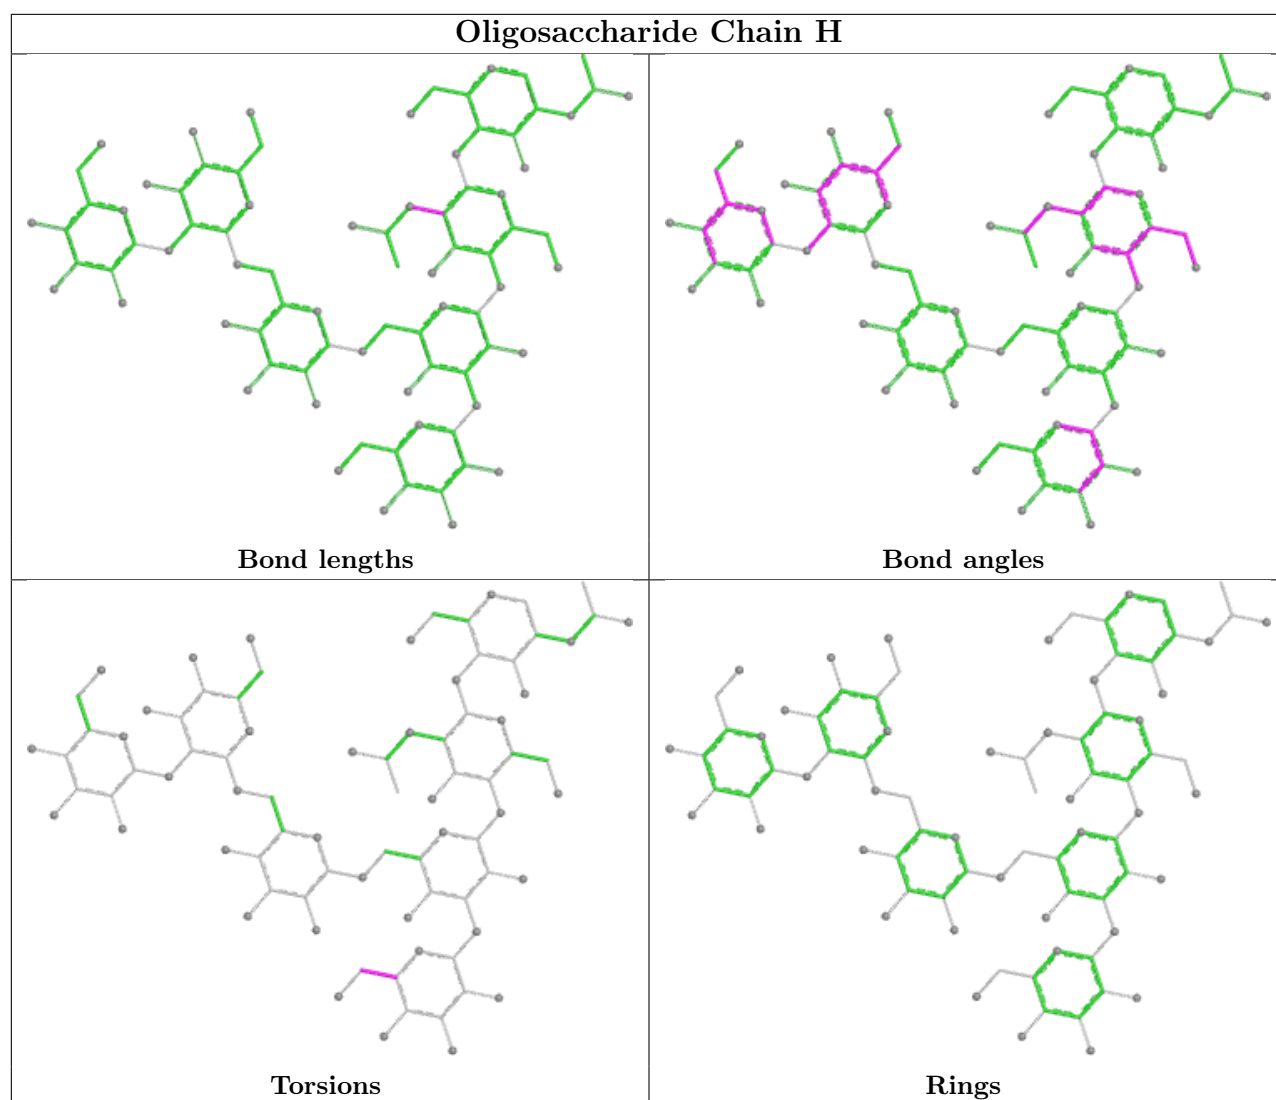 Oligosaccharide Chain H
Bond lengths
Bond angles
Torsions
Rings